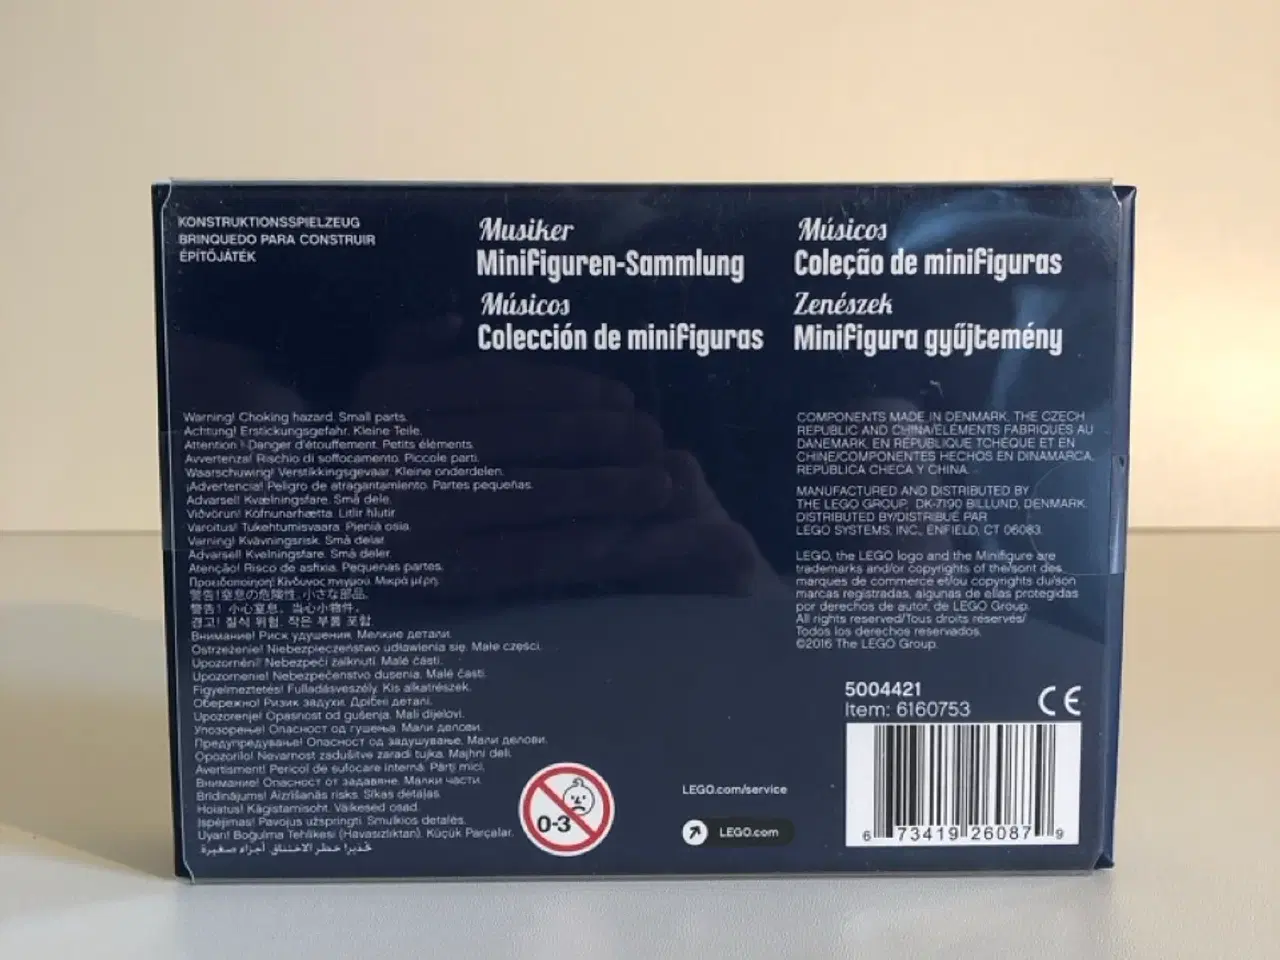 KONSTRUKTIONSSPIELZEUG
BRINQUEDO PARA CONSTRUIR
ÉPÍTŐJÁTÉK
Musiker
Minifiguren-Sammlung
Músicos
Colección de minifiguras
Músicos
Coleção de minifiguras
Zenészek
Minifigura gyűjtemény
Warning! Choking hazard. Small parts.
Achtung! Erstickungsgefahr. Kleine Teile.
Attention ! Danger d'étouffement. Petits éléments.
Avvertenza! Rischio di soffocamento. Piccole parti.
Waarschuwing! Verstikkingsgevaar. Kleine onderdelen.
¡Advertencia! Peligro de atragantamiento. Partes pequeñas.
Advarsel! Kvælningsfare. Små dele.
Viðvörun! Köfnunarhætta. Litlir hlutir
Varoitus! Tukehtumisvaara. Pieniä osia.
Varning! Kvävningsrisk. Små delar.
Advarsel! Kvelningsfare. Små deler.
Atenção! Risco de asfixia. Pequenas partes.
Προειδοποίηση! Κίνδυνος πνιγμού. Μικρά μέρη.
警告!窒息の危険性。小さな部品。
警告! 小心窒息。当心小物件。
경고! 질식 위험. 작은 부품 포함.
Внимание! Риск удушения. Мелкие детали.
Ostrzeżenie! Niebezpieczeństwo udławienia się. Małe części.
Upozornění! Nebezpečí zalknutí. Malé části.
Upozornenie! Nebezpečenstvo dusenia. Malé časti.
Figyelmeztetés! Fulladásveszély. Kis alkatrészek.
Обережно! Ризик задухи. Дрібні деталі.
Upozorenje! Opasnost od gušenja. Mali dijelovi.
Упозорење! Опасност од гушења. Мали делови.
Предупредување! Опасност од задушување. Мали делови.
Opozorilo! Nevarnost zadušitve zaradi tujka. Majhni deli.
Avertisment! Pericol de sufocare internă. Părți mici.
Внимание! Опасност от задавяне. Малки части.
Brīdinājums! Aizrīšanās risks. Sīkas detaļas.
Hoiatus! Kägistamisoht. Väikesed osad.
Įspėjimas! Pavojus užspringti. Smulkios detalės.
Uyarı! Boğulma Tehlikesi (Havasızlıktan). Küçük Parçalar.
تحذير! خطر الاختناق. أجزاء صغيرة
0-3
COMPONENTS MADE IN DENMARK, THE CZECH
REPUBLIC AND CHINA/ÉLÉMENTS FABRIQUÉS AU
DANEMARK, EN RÉPUBLIQUE TCHÈQUE ET EN
CHINE/COMPONENTES HECHOS EN DINAMARCA,
REPÚBLICA CHECA Y CHINA.
MANUFACTURED AND DISTRIBUTED BY
THE LEGO GROUP, DK-7190 BILLUND, DENMARK.
DISTRIBUTED BY/DISTRIBUÉ PAR
LEGO SYSTEMS, INC., ENFIELD, CT 06083.
LEGO, the LEGO logo and the Minifigure are
trademarks and/or copyrights of the/sont des
marques de commerce et/ou copyrights du/son
marcas registradas, algunas de ellas protegidas
por derechos de autor, de LEGO Group.
All rights reserved/Tous droits réservés/
Todos los derechos reservados.
©2016 The LEGO Group.
5004421
Item: 6160753
CE
LEGO.com/service
LEGO.com
6 73419 26087 9